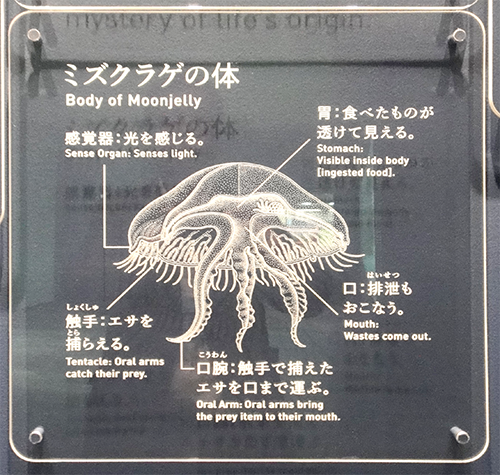 mystery of life's origin.
ミズクラゲの体
Body of Moonjelly
感覚器：光を感じる。
Sense Organ: Senses light.
胃：食べたものが
透けて見える。
Stomach:
Visible inside body
[ingested food].
しょくしゅ
触手：エサを
とら
捕らえる。
Tentacle: Oral arms
catch their prey.
はいせつ
口：排泄も
おこなう。
Mouth:
Wastes come out.
こうわん
口腕：触手で捕えた
エサを口まで運ぶ。
Oral Arm: Oral arms bring
the prey item to their mouth.